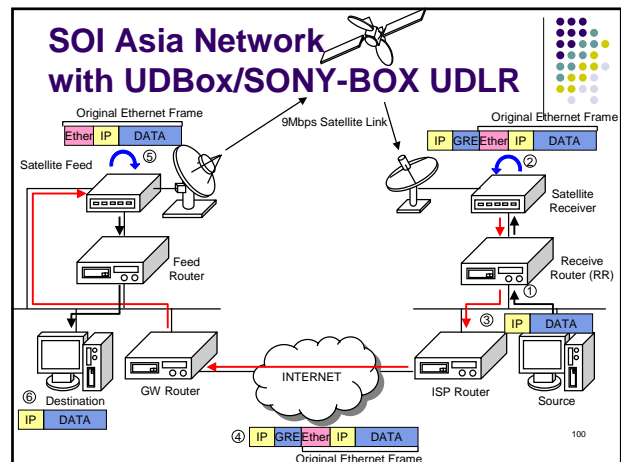 SOI Asia Network
with UDBox/SONY-BOX UDLR
Original Ethernet Frame
Ether IP DATA
Satellite Feed
⑤
9Mbps Satellite Link
Original Ethernet Frame
IP GRE Ether IP DATA
②
Satellite
Receiver
Feed
Router
Receive
Router (RR)
①
③
IP DATA
INTERNET
⑥ Destination
IP DATA
GW Router
ISP Router
Source
④ IP GRE Ether IP DATA
Original Ethernet Frame
100